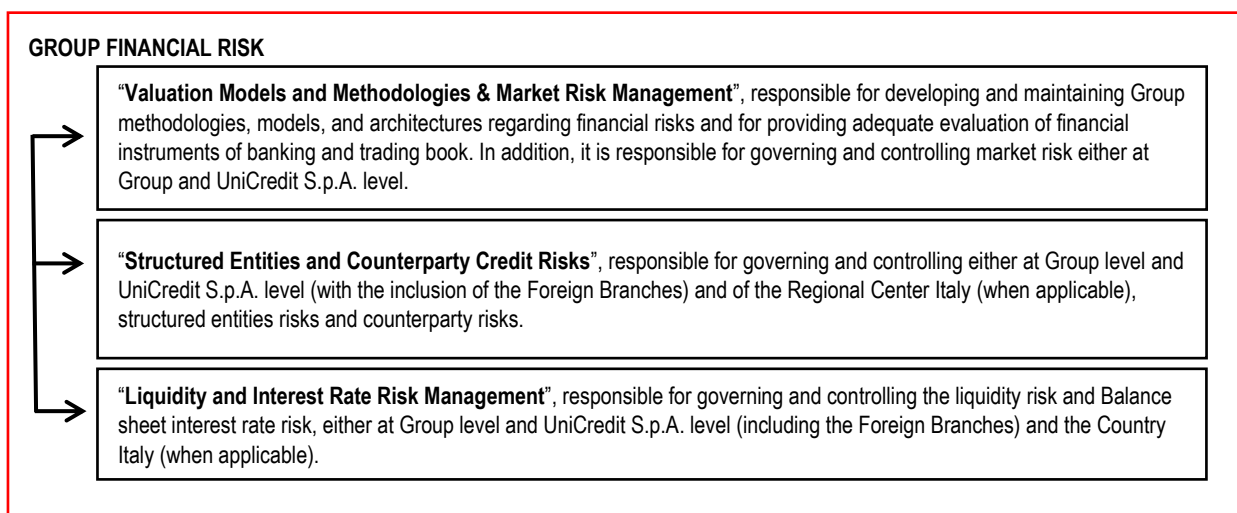 GROUP FINANCIAL RISK
“Valuation Models and Methodologies & Market Risk Management”, responsible for developing and maintaining Group
methodologies, models, and architectures regarding financial risks and for providing adequate evaluation of financial
instruments of banking and trading book. In addition, it is responsible for governing and controlling market risk either at
Group and UniCredit S.p.A. level.
“Structured Entities and Counterparty Credit Risks”, responsible for governing and controlling either at Group level and
UniCredit S.p.A. level (with the inclusion of the Foreign Branches) and of the Regional Center Italy (when applicable),
structured entities risks and counterparty risks.
“Liquidity and Interest Rate Risk Management”, responsible for governing and controlling the liquidity risk and Balance
sheet interest rate risk, either at Group level and UniCredit S.p.A. level (including the Foreign Branches) and the Country
Italy (when applicable).